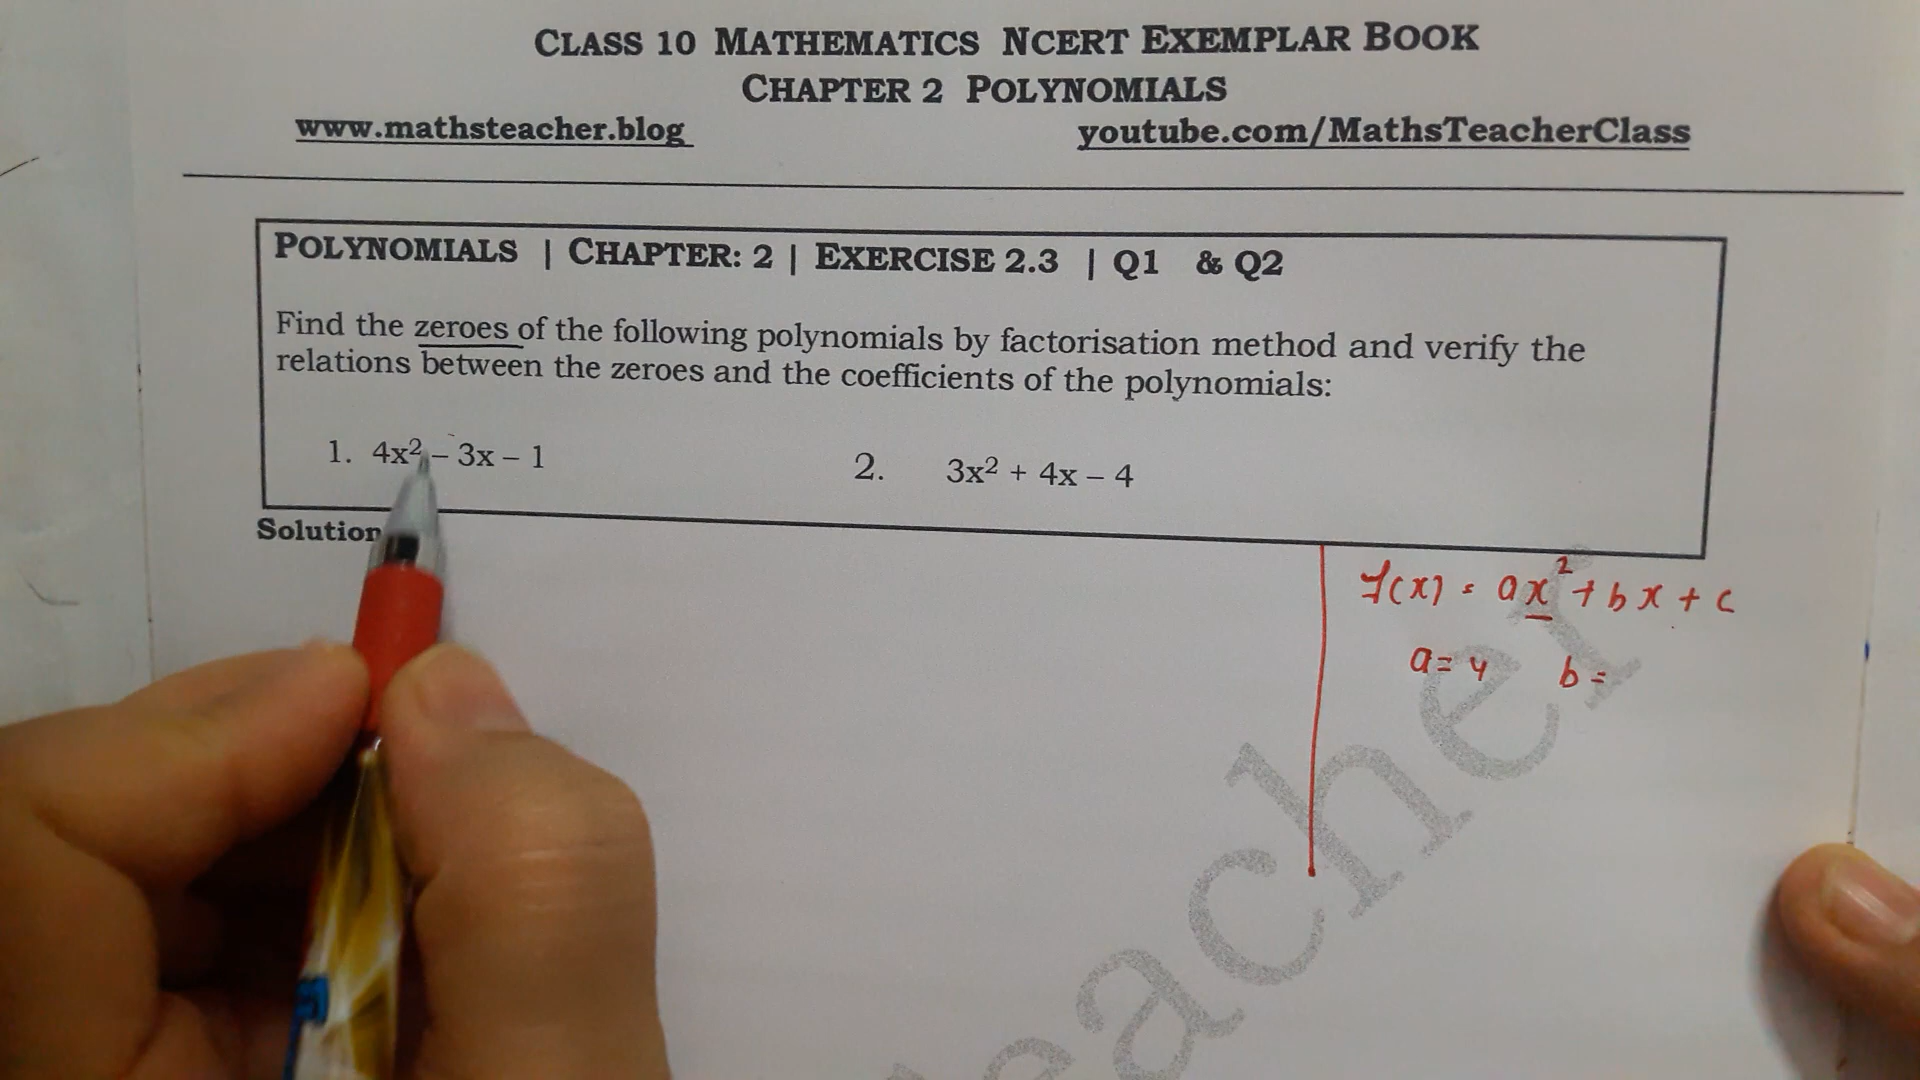 CLASS 10 MATHEMATICS NCERT EXEMPLAR BOOK
CHAPTER 2 POLYNOMIALS
www.mathsteacher.blog youtube.com/MathsTeacherClass
POLYNOMIALS | CHAPTER: 2 | EXERCISE 2.3 | Q1 & Q2
Find the zeroes of the following polynomials by factorisation method and verify the
relations between the zeroes and the coefficients of the polynomials:
1. 4x² – 3x – 1 2. 3x² + 4x – 4
Solution
f(x) = ax² + bx + c
a = 4 b =
eacher